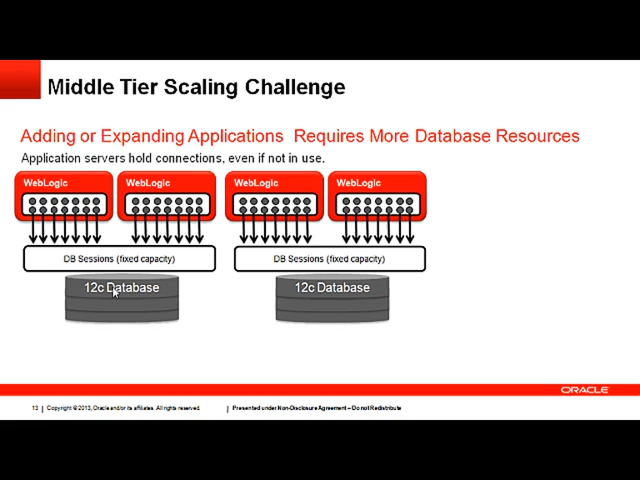 Middle Tier Scaling Challenge
Adding or Expanding Applications Requires More Database Resources
Application servers hold connections, even if not in use.
WebLogic
WebLogic
WebLogic
WebLogic
DB Sessions (fixed capacity)
DB Sessions (fixed capacity)
12c Database
12c Database
ORACLE
13 | Copyright © 2013, Oracle and/or its affiliates. All rights reserved. | Presented under Non-Disclosure Agreement – Do not Redistribute